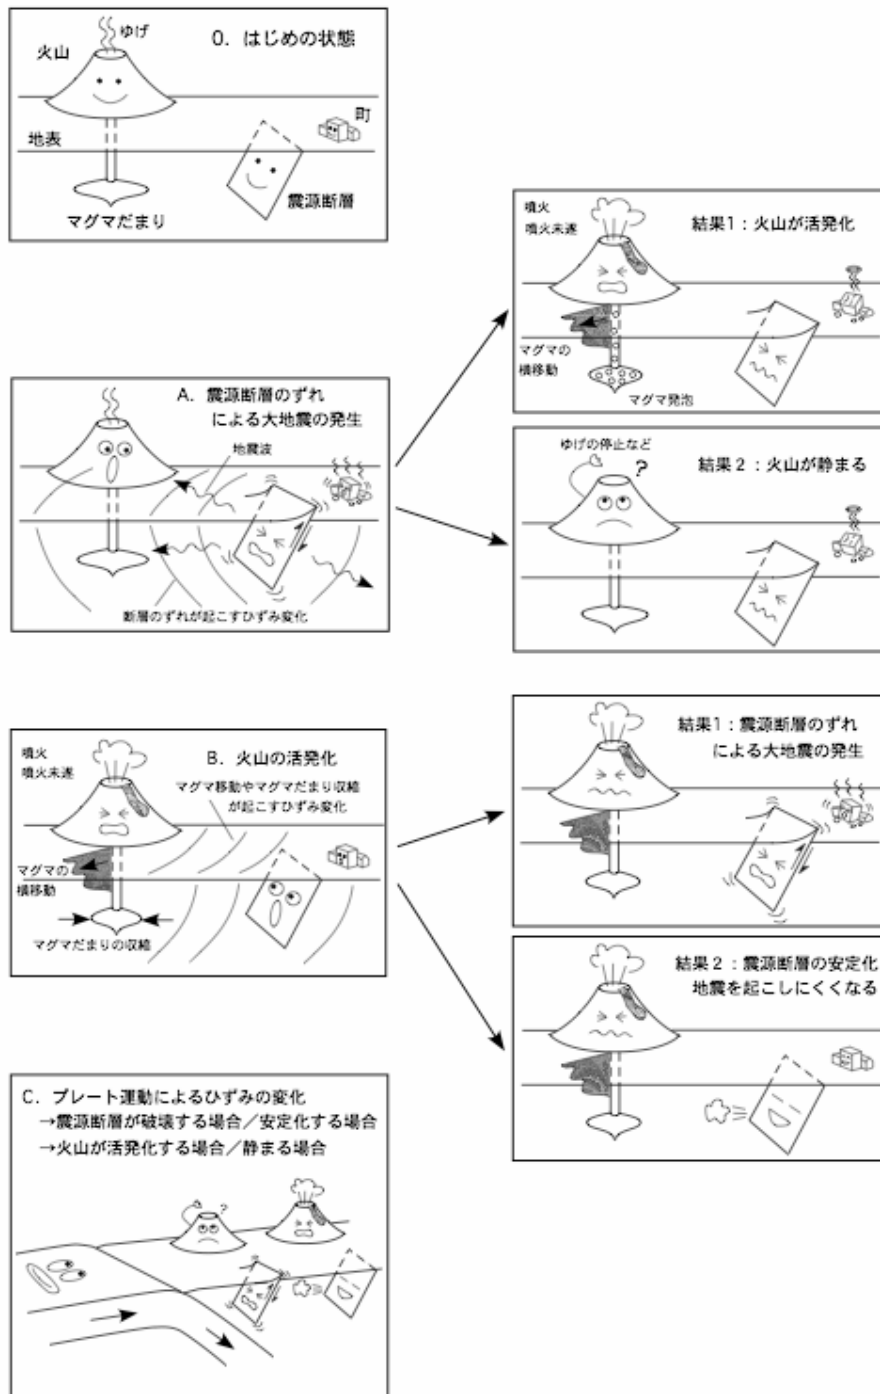 0. はじめの状態
ゆげ
火山
町
地表
震源断層
マグマだまり
A. 震源断層のずれ
による大地震の発生
地震波
断層のずれが起こすひずみ変化
噴火
噴火未遂
結果1：火山が活発化
マグマの
横移動
マグマ発泡
ゆげの停止など
?
結果２：火山が静まる
噴火
噴火未遂
B. 火山の活発化
マグマ移動やマグマだまり収縮
が起こすひずみ変化
マグマの
横移動
マグマだまりの収縮
結果1：震源断層のずれ
による大地震の発生
結果２：震源断層の安定化
地震を起こしにくくなる
C. プレート運動によるひずみの変化
→震源断層が破壊する場合／安定化する場合
→火山が活発化する場合／静まる場合
?